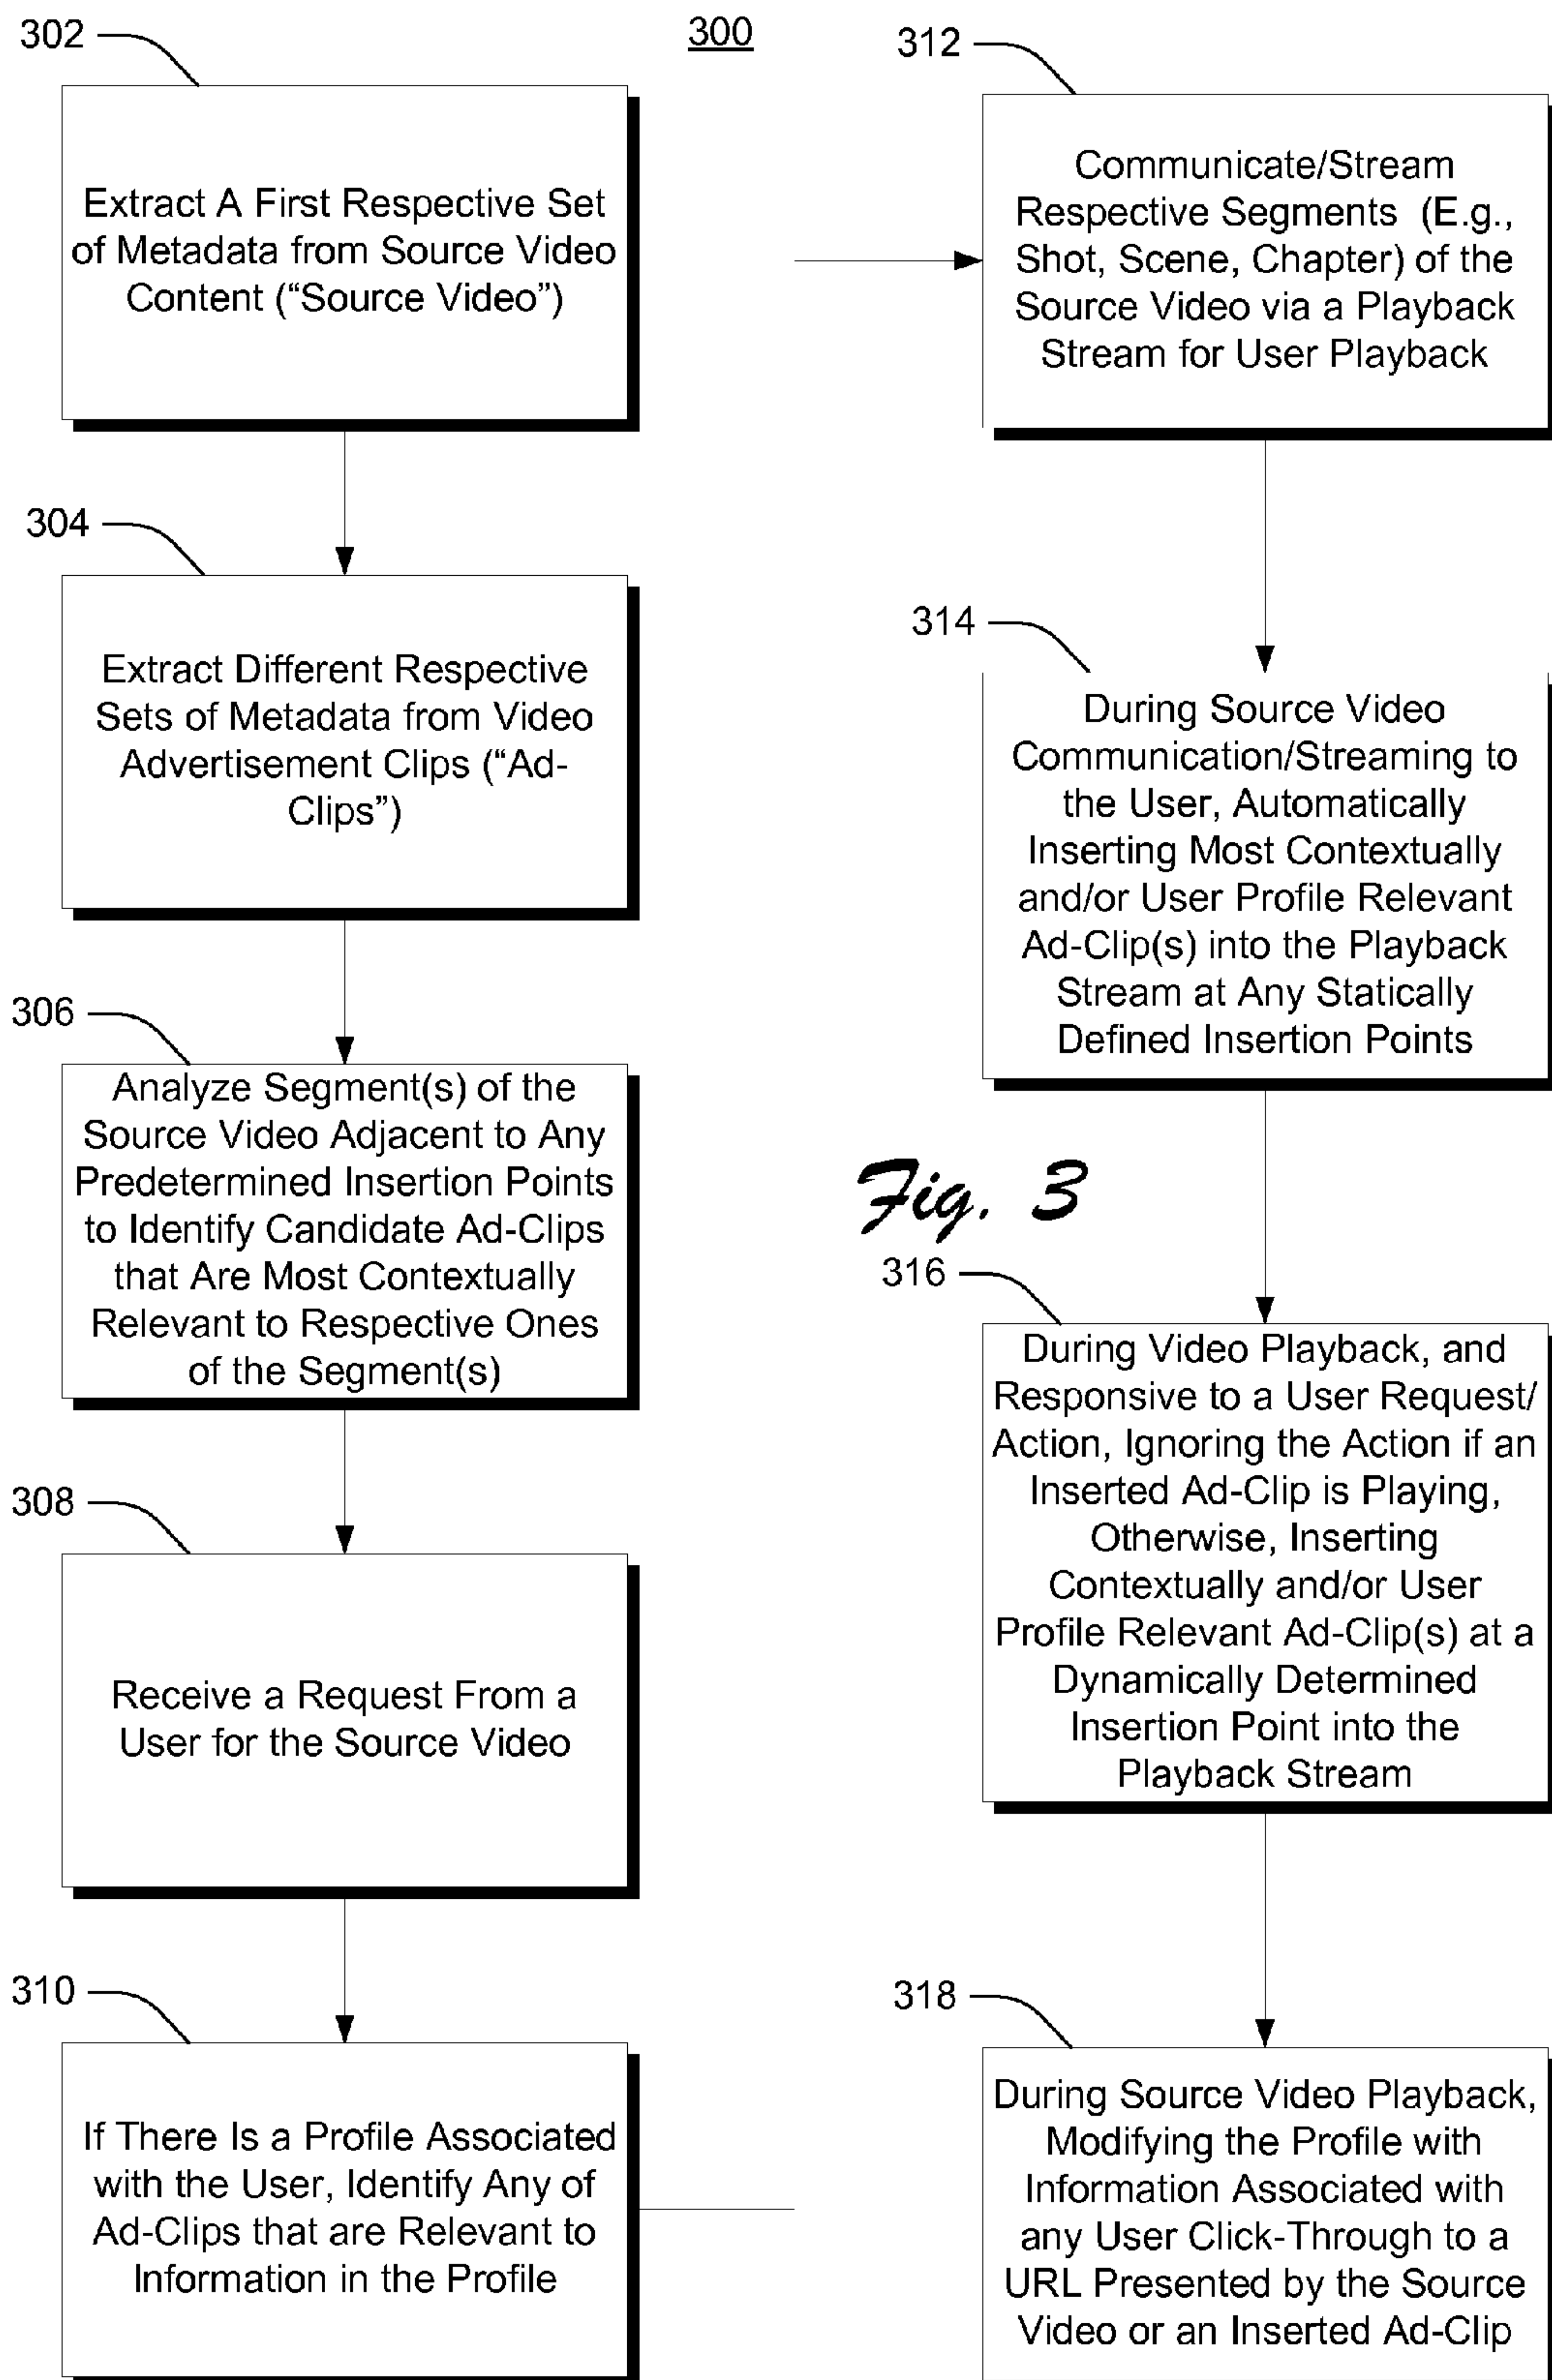 300
302
Extract A First Respective Set
of Metadata from Source Video
Content (“Source Video”)
304
Extract Different Respective
Sets of Metadata from Video
Advertisement Clips (“Ad-
Clips”)
306
Analyze Segment(s) of the
Source Video Adjacent to Any
Predetermined Insertion Points
to Identify Candidate Ad-Clips
that Are Most Contextually
Relevant to Respective Ones
of the Segment(s)
308
Receive a Request From a
User for the Source Video
310
If There Is a Profile Associated
with the User, Identify Any of
Ad-Clips that are Relevant to
Information in the Profile
312
Communicate/Stream
Respective Segments (E.g.,
Shot, Scene, Chapter) of the
Source Video via a Playback
Stream for User Playback
314
During Source Video
Communication/Streaming to
the User, Automatically
Inserting Most Contextually
and/or User Profile Relevant
Ad-Clip(s) into the Playback
Stream at Any Statically
Defined Insertion Points
Fig. 3
316
During Video Playback, and
Responsive to a User Request/
Action, Ignoring the Action if an
Inserted Ad-Clip is Playing,
Otherwise, Inserting
Contextually and/or User
Profile Relevant Ad-Clip(s) at a
Dynamically Determined
Insertion Point into the
Playback Stream
318
During Source Video Playback,
Modifying the Profile with
Information Associated with
any User Click-Through to a
URL Presented by the Source
Video or an Inserted Ad-Clip